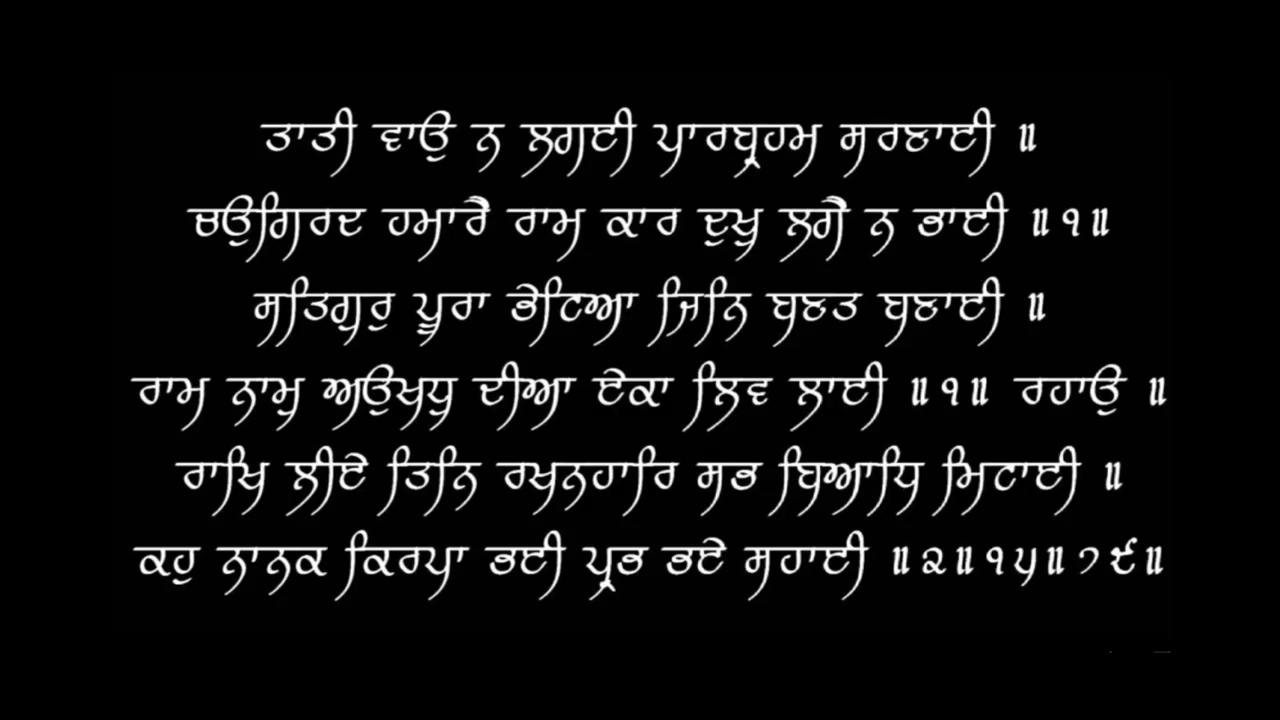 ਤਾਤੀ ਵਾਉ ਨ ਲਗਈ ਪਾਰਬ੍ਰਹਮ ਸਰਣਾਈ ॥
ਚਉਗਿਰਦ ਹਮਾਰੈ ਰਾਮ ਕਾਰ ਦੁਖੁ ਲਗੈ ਨ ਭਾਈ ॥੧॥
ਸਤਿਗੁਰੁ ਪੂਰਾ ਭੇਟਿਆ ਜਿਨਿ ਬਣਤ ਬਣਾਈ ॥
ਰਾਮ ਨਾਮੁ ਅਉਖਧੁ ਦੀਆ ਏਕਾ ਲਿਵ ਲਾਈ ॥੧॥ ਰਹਾਉ ॥
ਰਾਖਿ ਲੀਏ ਤਿਨਿ ਰਖਨਹਾਰਿ ਸਭ ਬਿਆਧਿ ਮਿਟਾਈ ॥
ਕਹੁ ਨਾਨਕ ਕਿਰਪਾ ਭਈ ਪ੍ਰਭ ਭਏ ਸਹਾਈ ॥੨॥੧੫॥੭੯॥